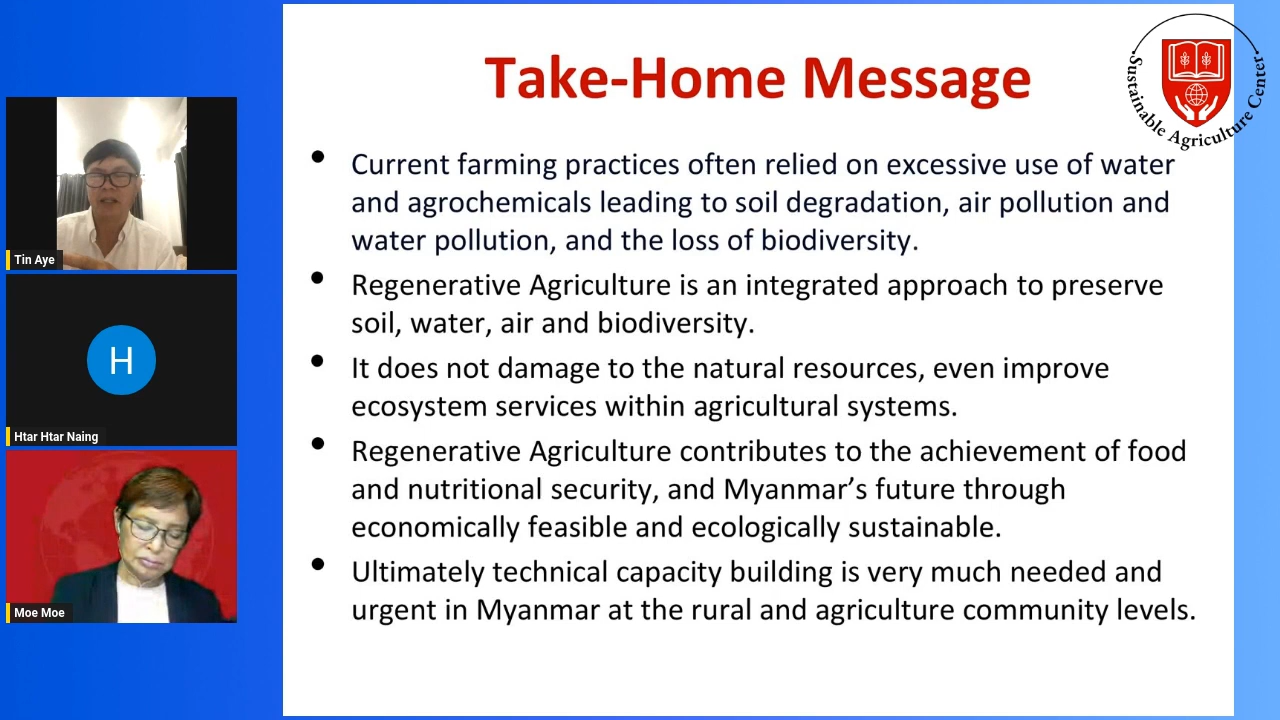 Take-Home Message
Sustainable Agriculture Center
• Current farming practices often relied on excessive use of water
and agrochemicals leading to soil degradation, air pollution and
water pollution, and the loss of biodiversity.
• Regenerative Agriculture is an integrated approach to preserve
soil, water, air and biodiversity.
• It does not damage to the natural resources, even improve
ecosystem services within agricultural systems.
• Regenerative Agriculture contributes to the achievement of food
and nutritional security, and Myanmar’s future through
economically feasible and ecologically sustainable.
• Ultimately technical capacity building is very much needed and
urgent in Myanmar at the rural and agriculture community levels.
Tin Aye
H
Htar Htar Naing
Moe Moe